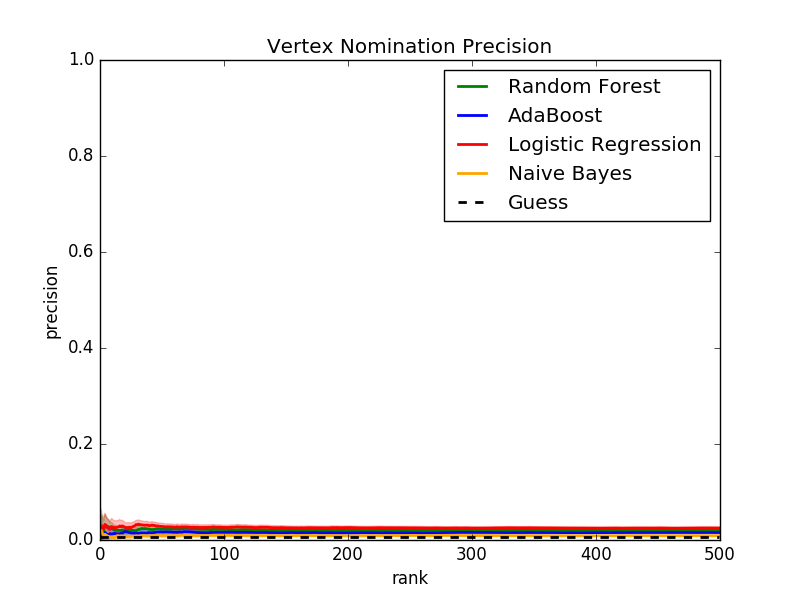 Vertex Nomination Precision
1.0
0.8
0.6
0.4
0.2
0.0
precision
Random Forest
AdaBoost
Logistic Regression
Naive Bayes
Guess
0 100 200 300 400 500
rank